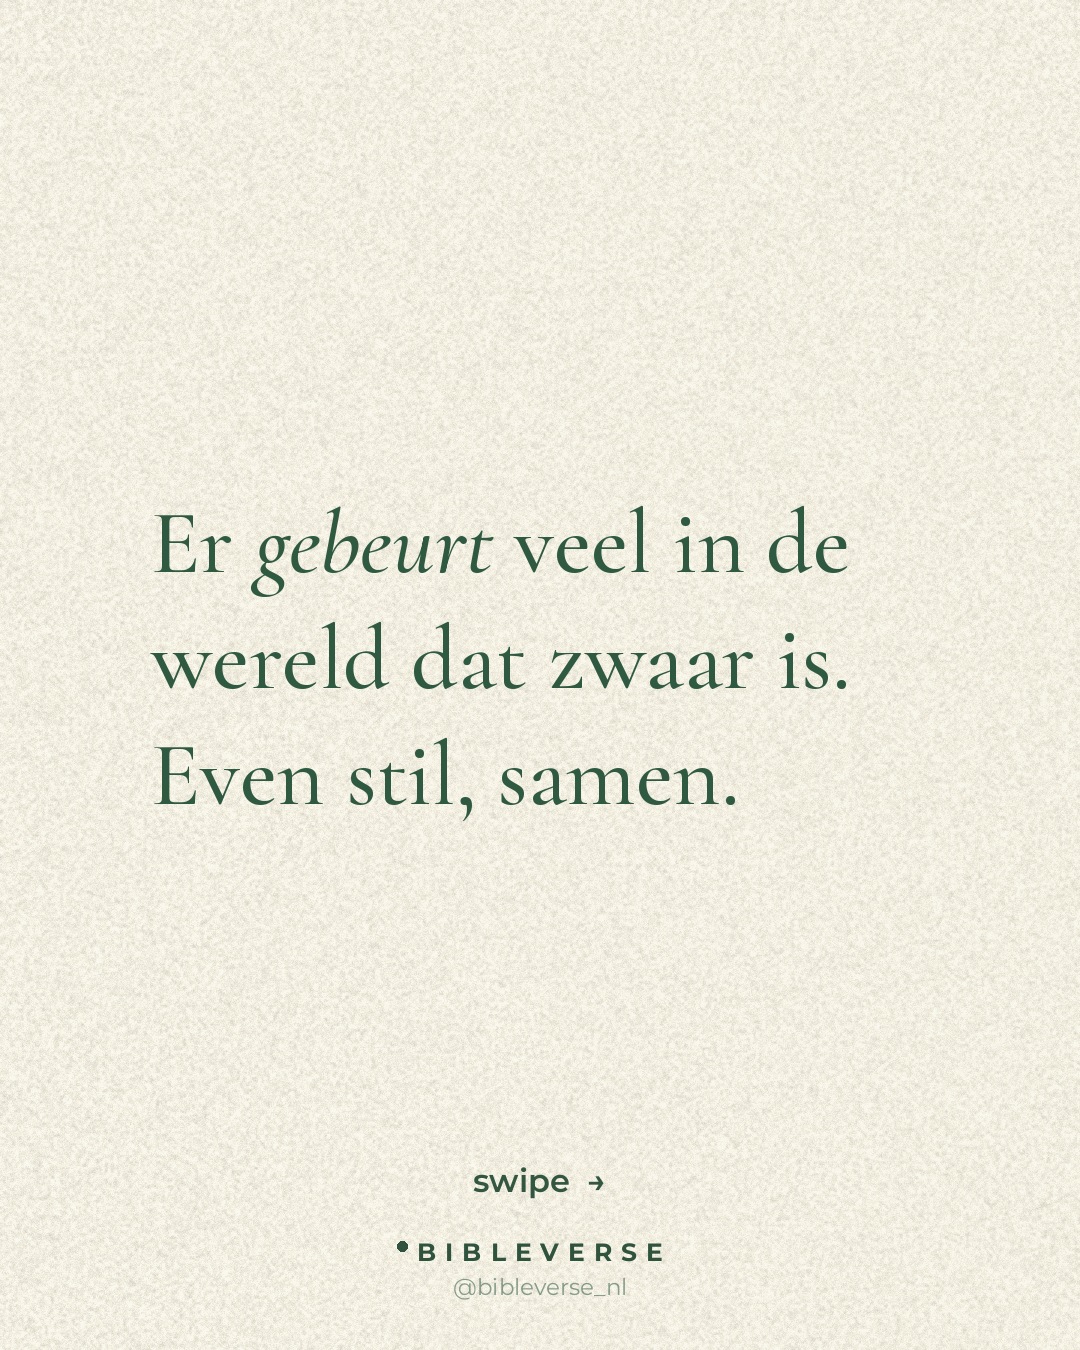 Er gebeurt veel in de
wereld dat zwaar is.
Even stil, samen.
swipe →
BIBLEVERSE
@bibleverse_nl